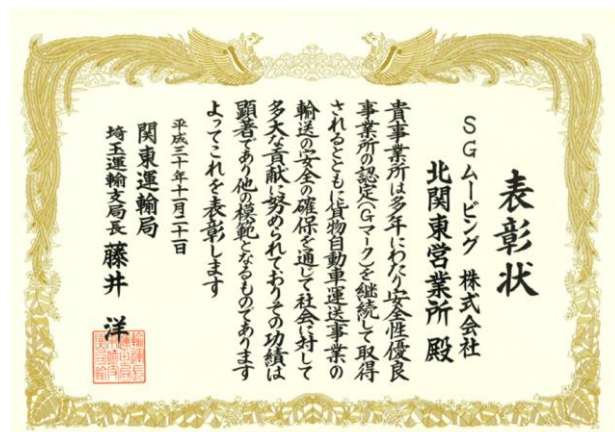 表彰状
SGムービング 株式会社
北関東営業所 殿
貴事業所は多年にわたり安全性優良
事業所の認定(Gマーク)を継続して取得
されるとともに貨物自動車運送事業の
輸送の安全の確保を通じて社会に対して
多大な貢献に努められておりその功績は
顕著であり他の模範となるものであります
よってこれを表彰します
平成三十年十一月二十一日
関東運輸局
埼玉運輸支局長 藤井 洋